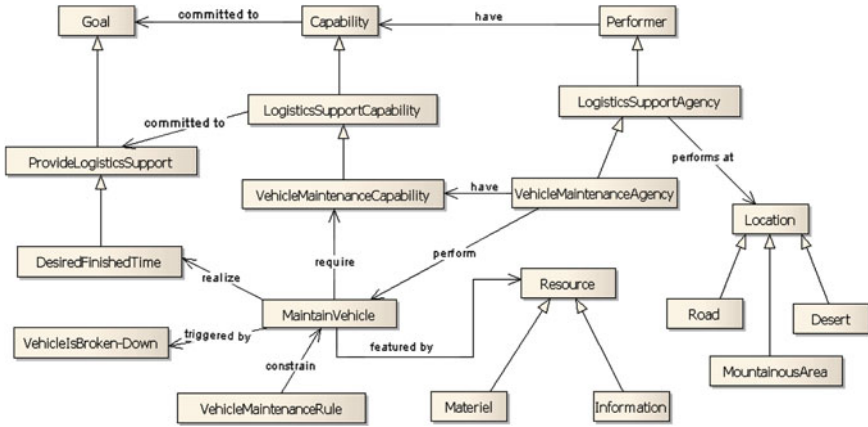 Goal
committed to
Capability
have
Performer
LogisticsSupportCapability
LogisticsSupportAgency
committed to
ProvideLogisticsSupport
performs at
VehicleMaintenanceCapability
have
VehicleMaintenanceAgency
Location
DesiredFinishedTime
require
perform
realize
Resource
MaintainVehicle
Road
Desert
VehicleIsBroken-Down
triggered by
featured by
constrain
MountainousArea
VehicleMaintenanceRule
Materiel
Information